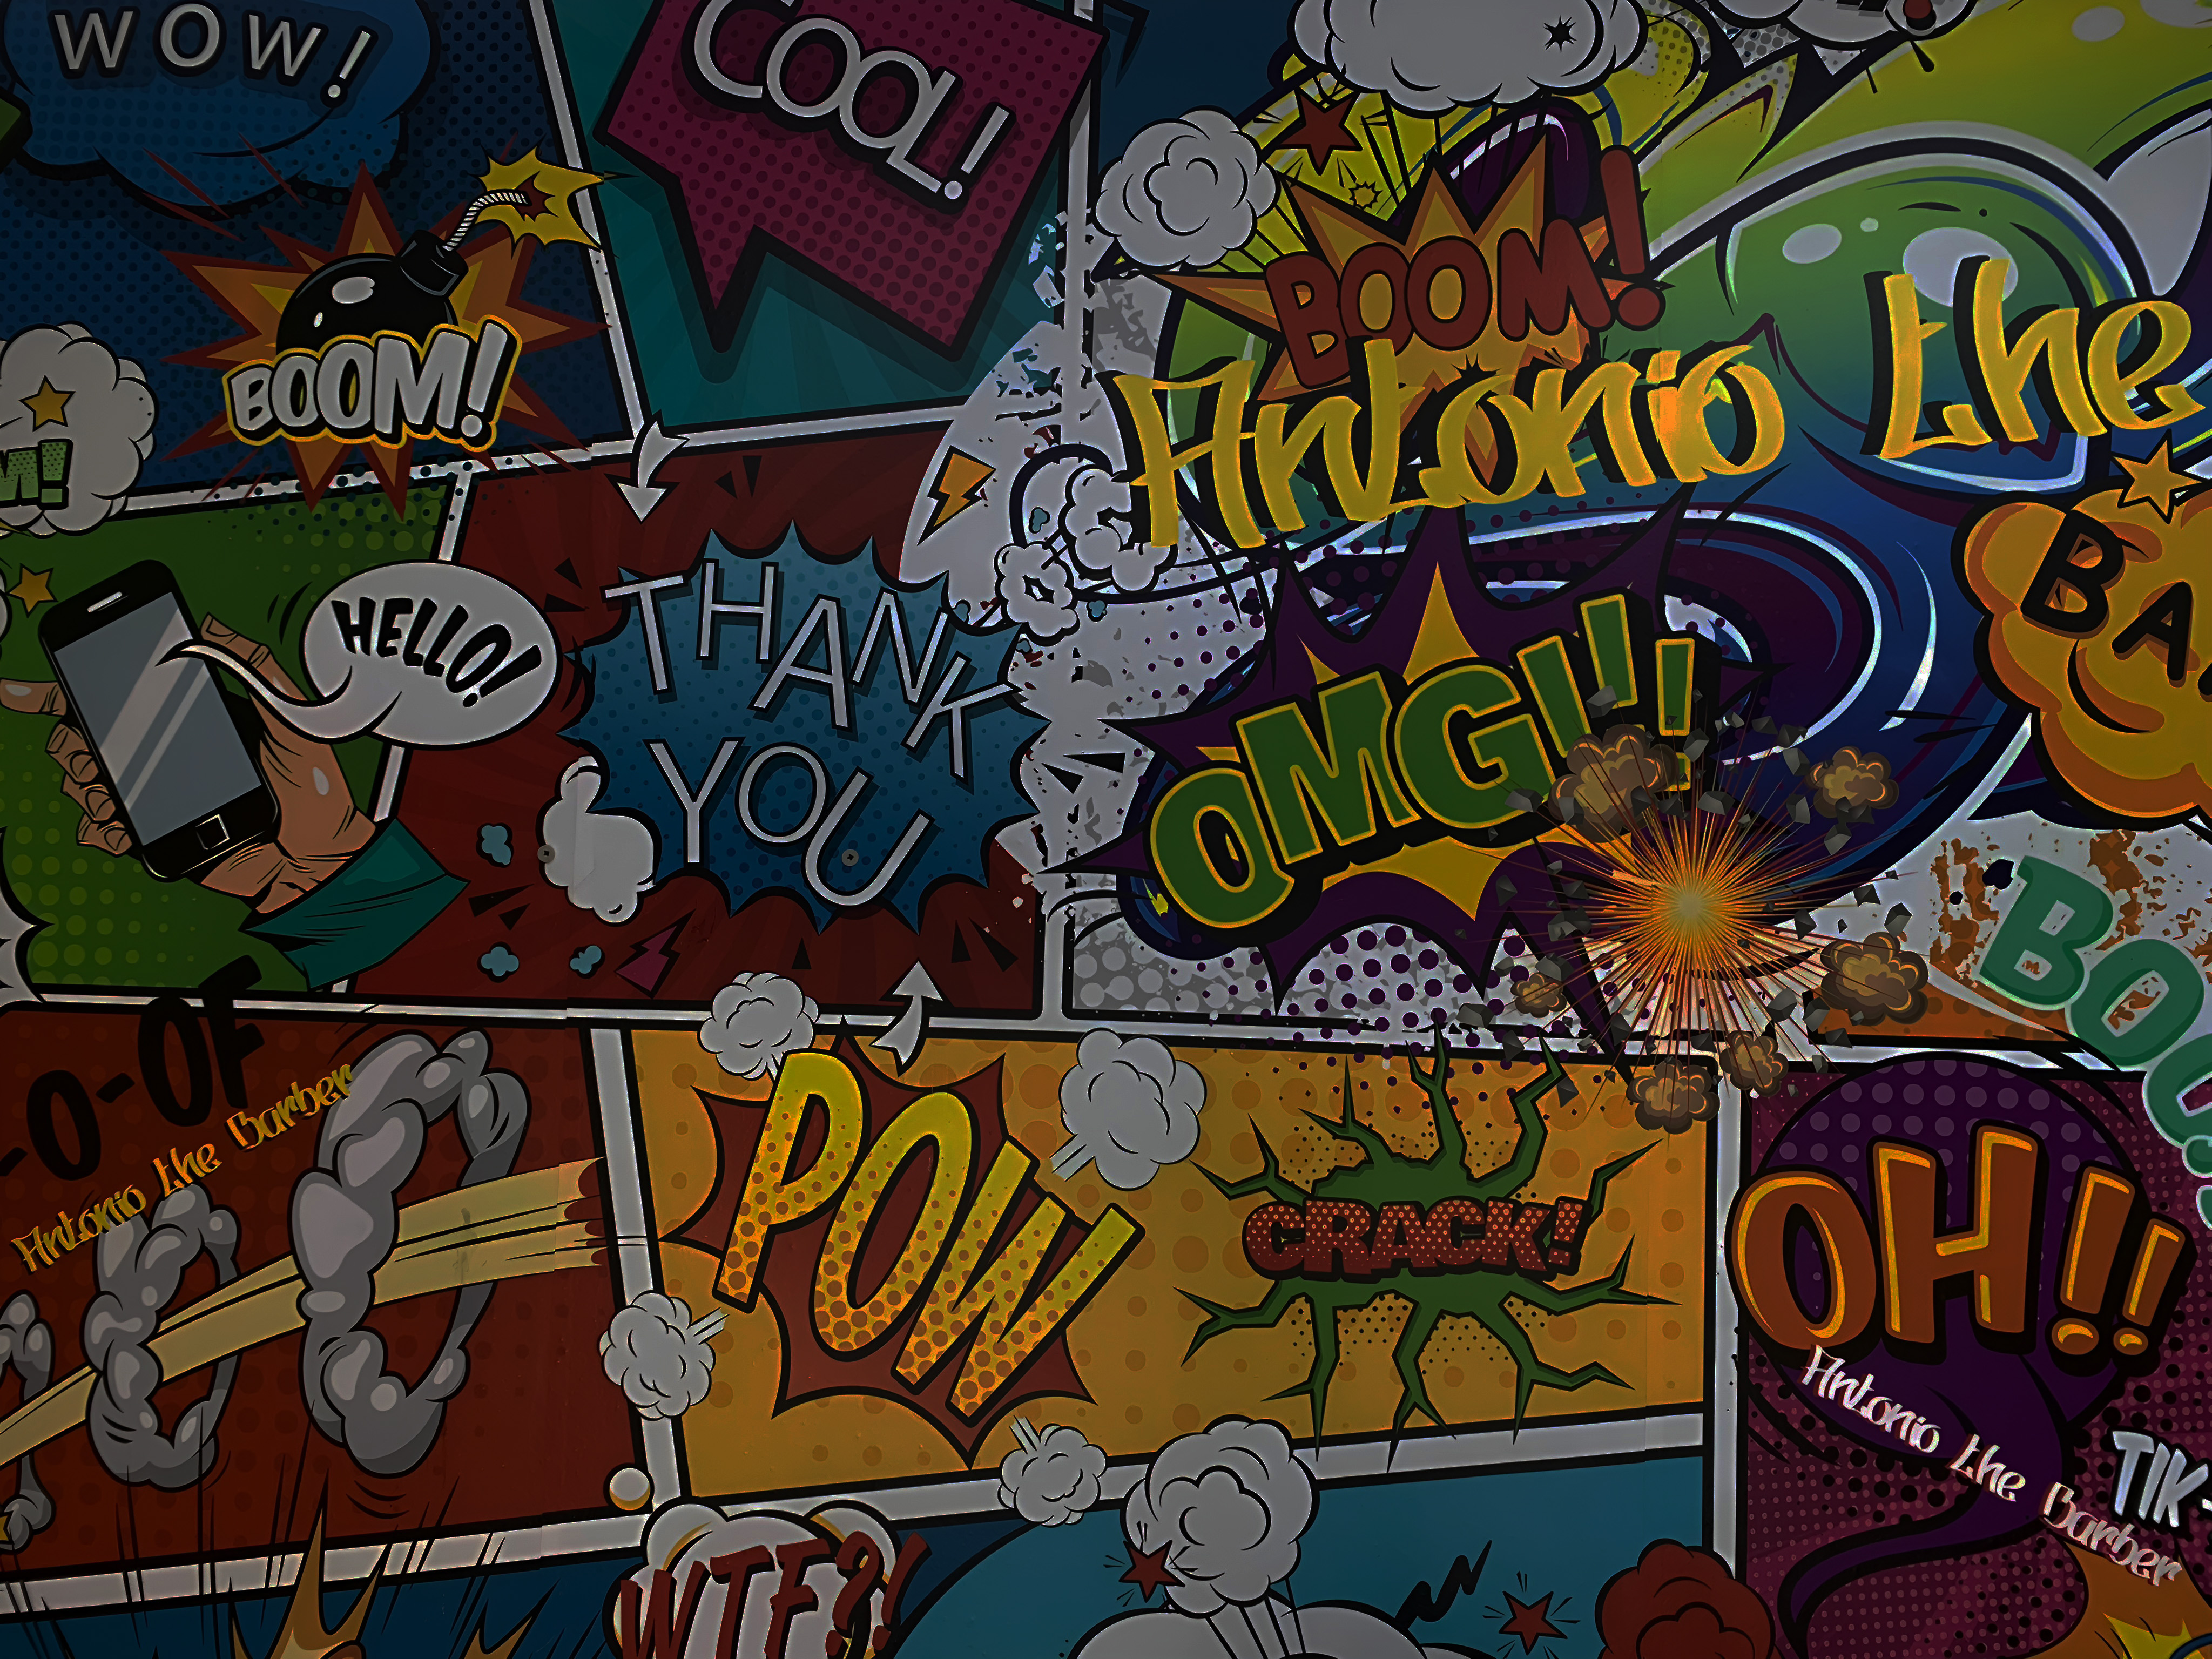 WOW!
COOL!
BOOM!
BOOM!
Antonio the
M!
HELLO!
THANK
YOU
OMG!!!
BA
BOO
-O-OF
Antonio the Barber
POW
CRACK!
OH!!
Antonio the Barber
TIK-
WTF?!